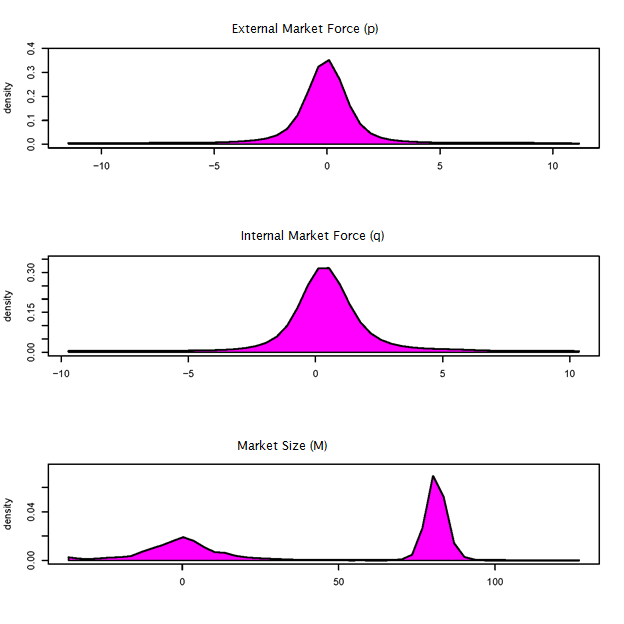 External Market Force (p)
density
0.0 0.1 0.2 0.3 0.4
−10 −5 0 5 10
Internal Market Force (q)
density
0.00 0.15 0.30
−10 −5 0 5 10
Market Size (M)
density
0.00 0.04
0 50 100